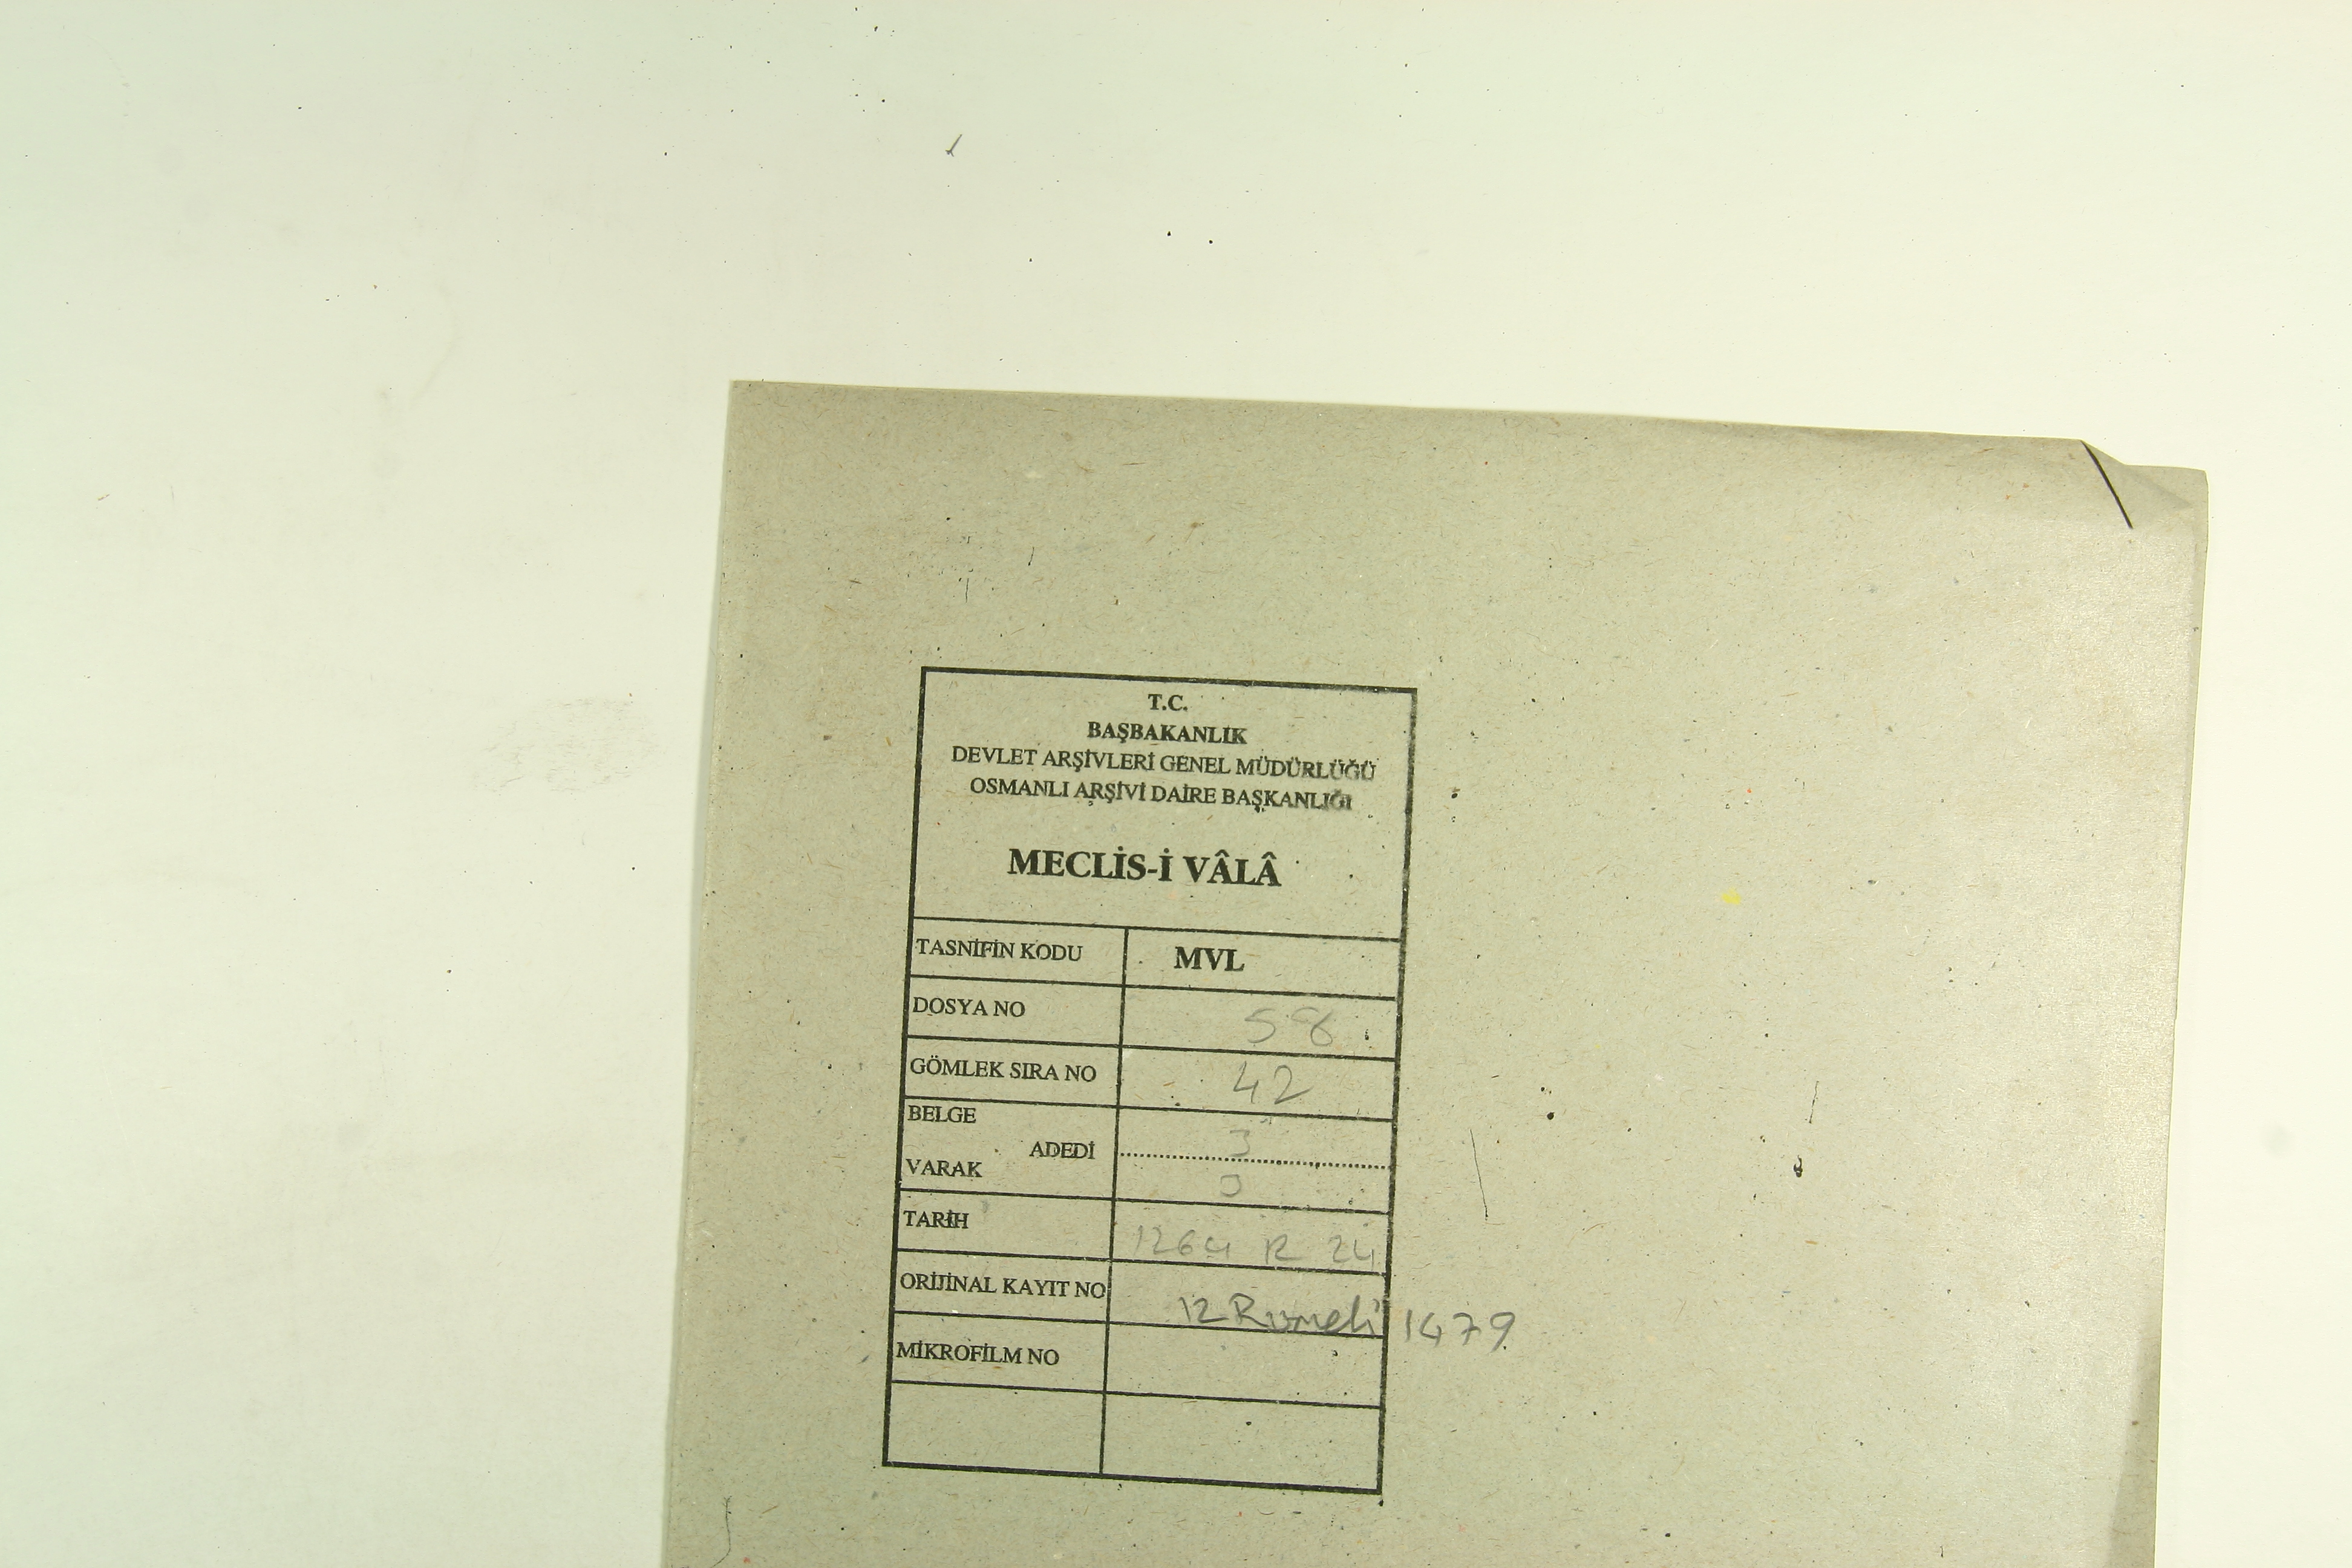 T.C.
BAŞBAKANLIK
DEVLET ARŞİVLERİ GENEL MÜDÜRLÜĞÜ
OSMANLI ARŞİVİ DAİRE BAŞKANLIĞI
MECLİS-İ VÂLÂ
TASNİFİN KODU MVL
DOSYA NO 58
GÖMLEK SIRA NO 42
BELGE
ADEDİ 3
VARAK
TARİH 1264 R 24
ORİJİNAL KAYIT NO 12 Rumeli 1479
MİKROFİLM NO